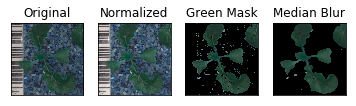 Original
Normalized
Green Mask
Median Blur